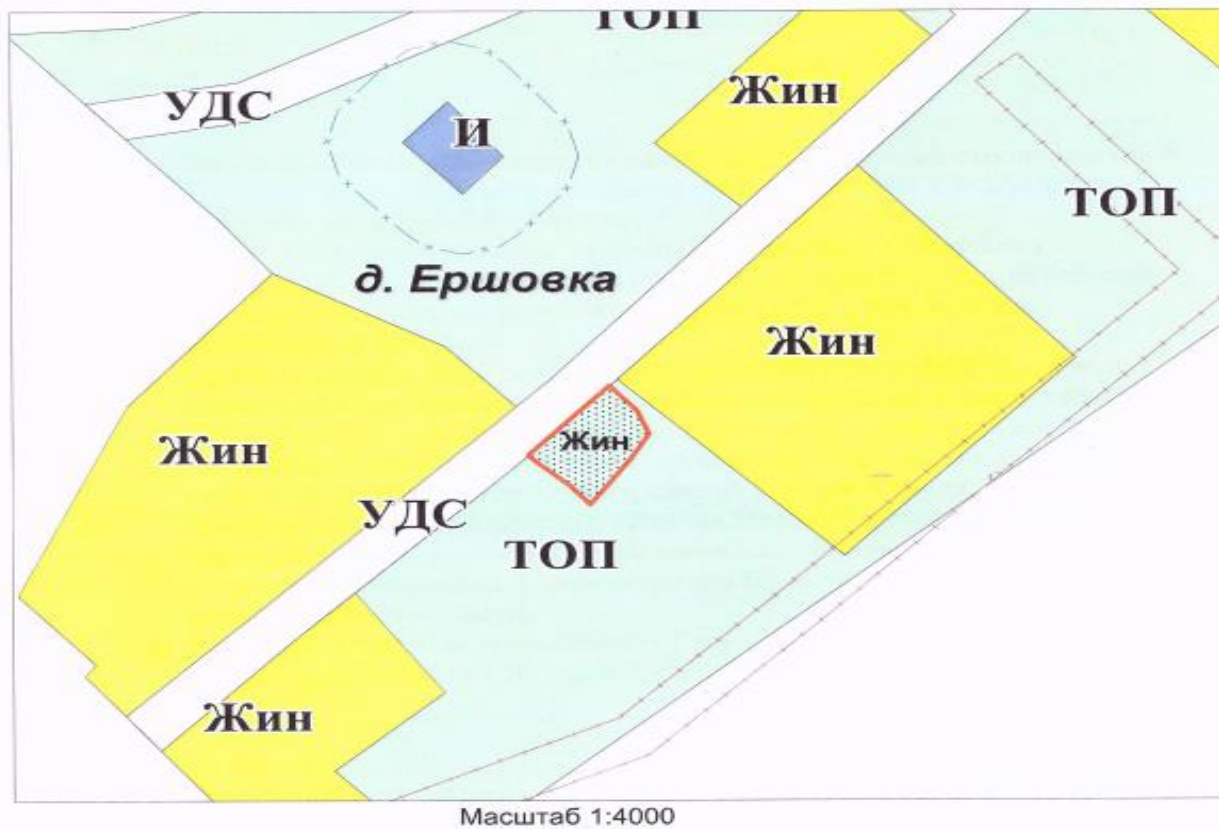 ТОП
Жин
УДС
И
ТОП
д. Ершовка
Жин
Жин
Жин
УДС
ТОП
Жин
Масштаб 1:4000